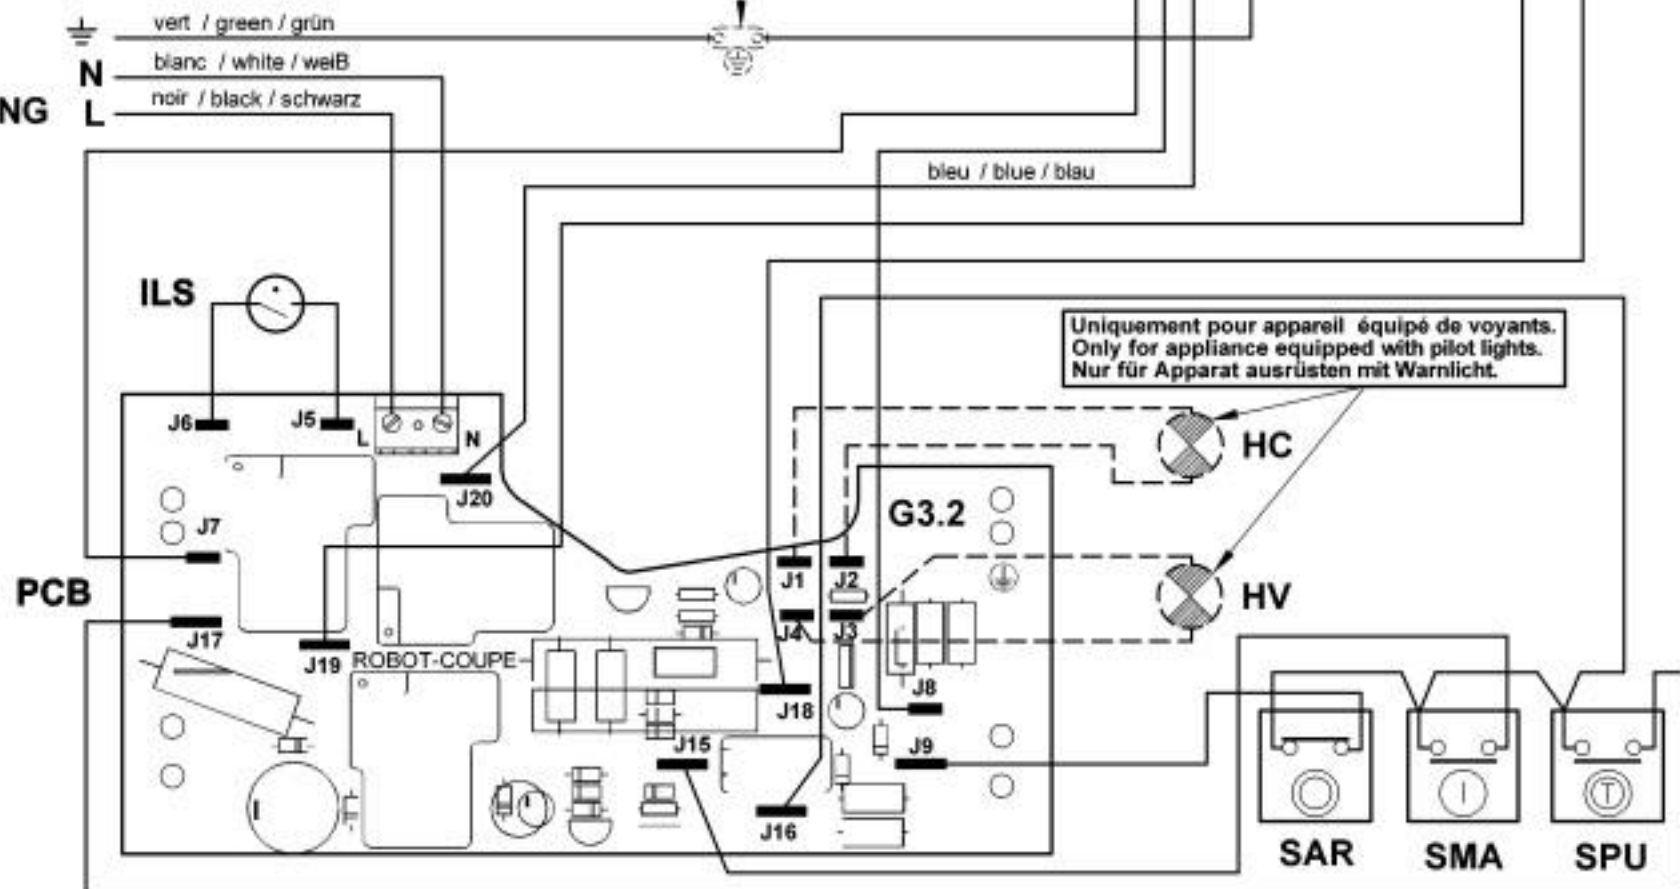 vert / green / grün
N
blanc / white / weiB
noir / black / schwarz
NG L
bleu / blue / blau
ILS
Uniquement pour appareil équipé de voyants.
Only for appliance equipped with pilot lights.
Nur für Apparat ausrüsten mit Warnlicht.
J6
J5
L
N
HC
J20
G3.2
J7
J1
J2
PCB
HV
J17
J4
J3
J19
ROBOT-COUPE
J8
J18
J15
J9
J16
T
SAR
SMA
SPU